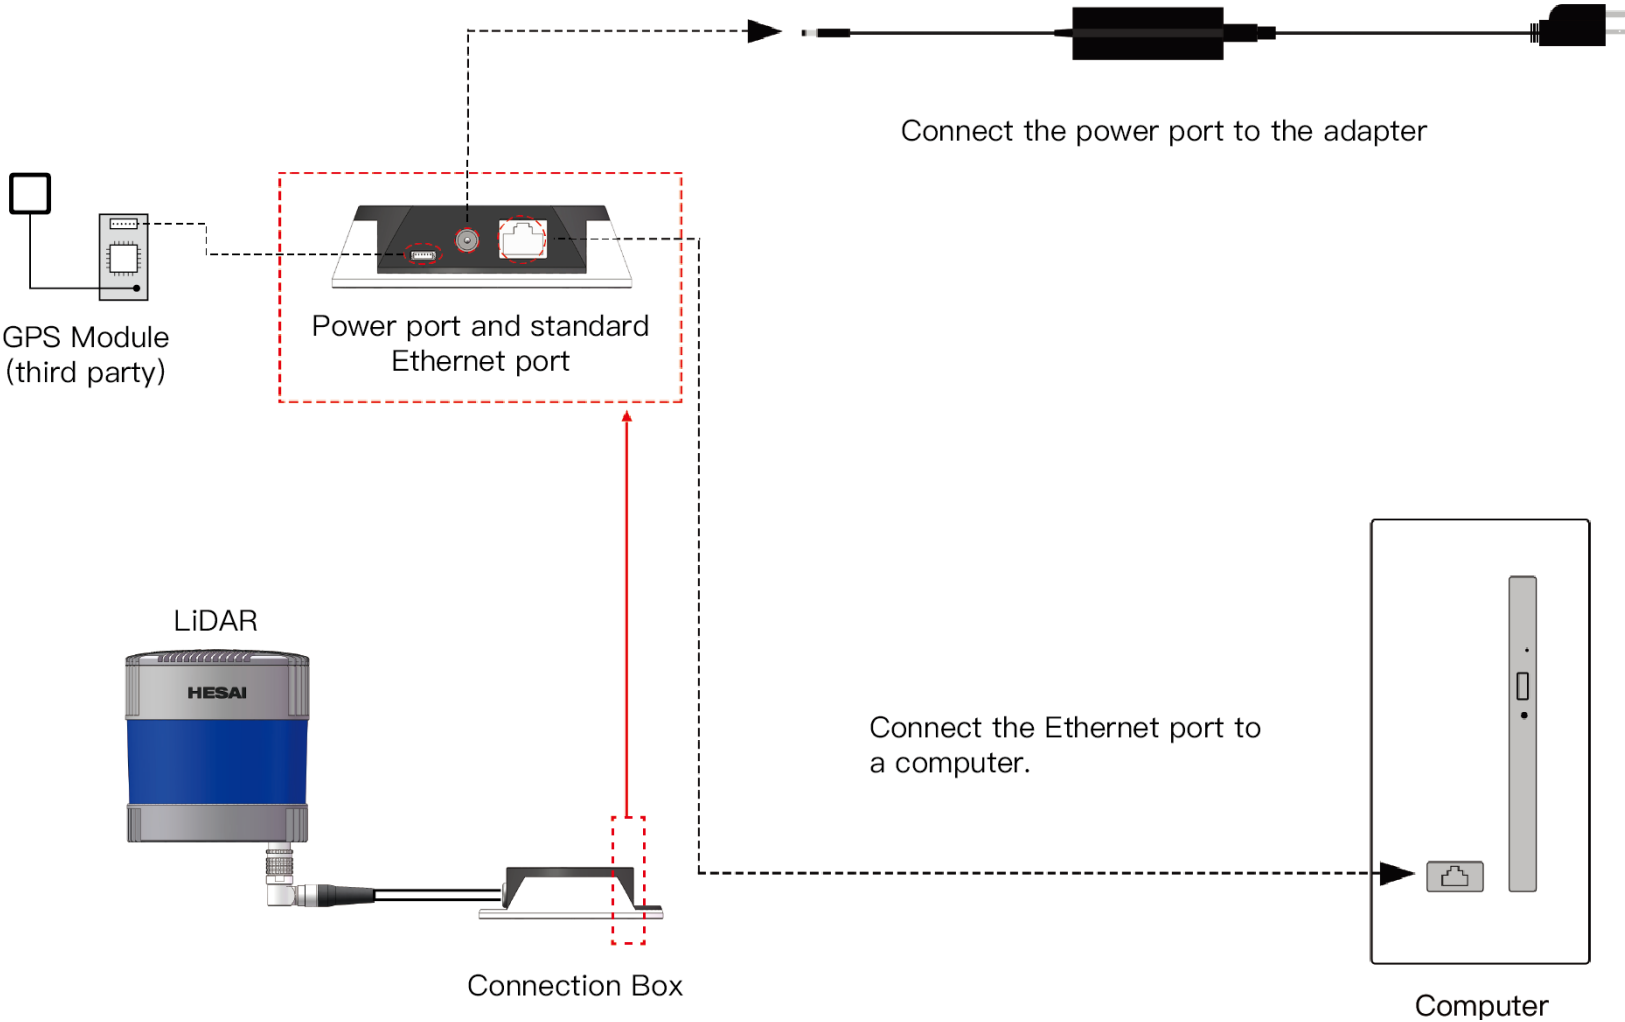 Connect the power port to the adapter
GPS Module
(third party)
Power port and standard
Ethernet port
LiDAR
HESAI
Connect the Ethernet port to
a computer.
Connection Box
Computer